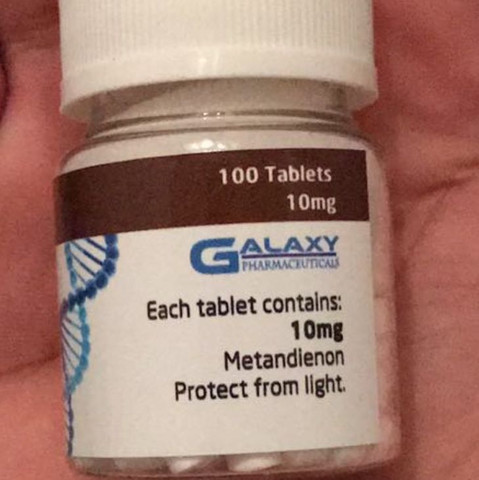 100 Tablets
10mg
GALAXY
PHARMACEUTICALS
Each tablet contains:
10mg
Metandienon
Protect from light.